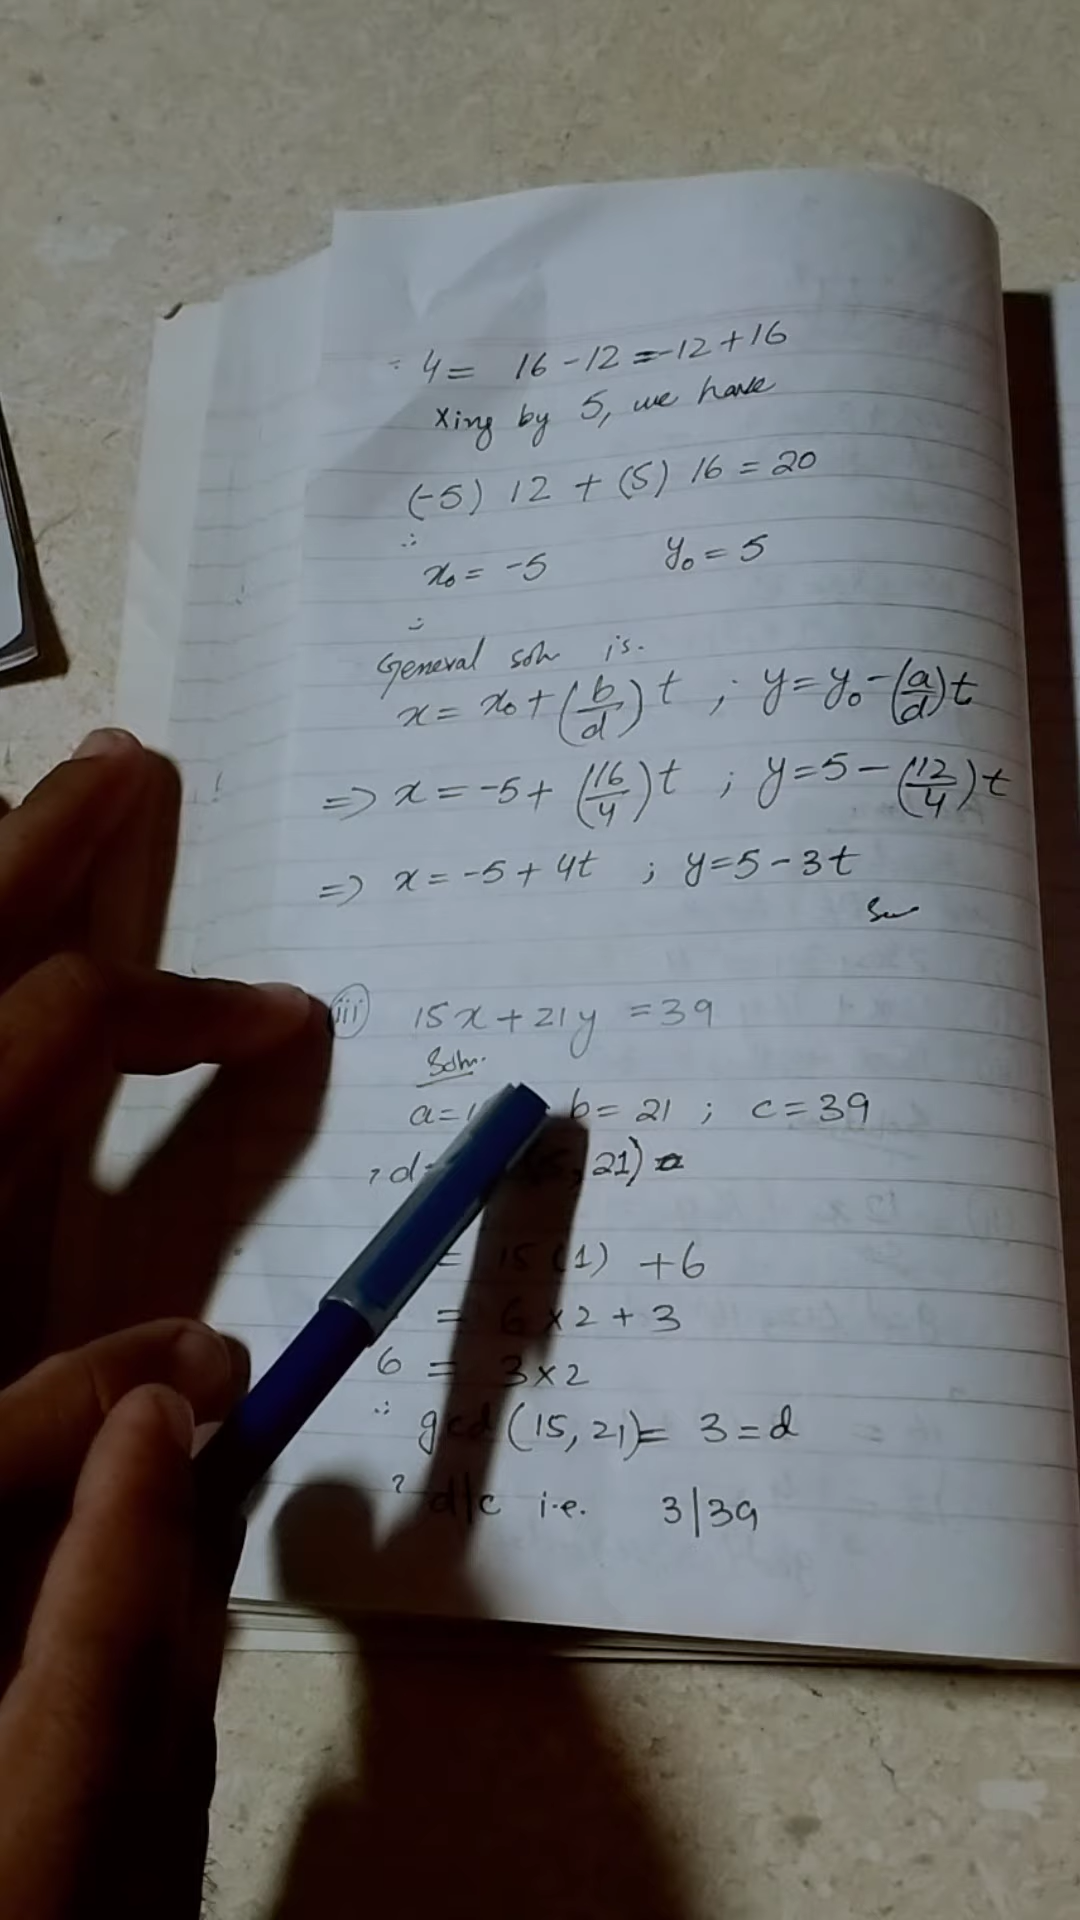 ∴ 4 = 16 - 12 = -12 + 16
Xing by 5, we have
(-5) 12 + (5) 16 = 20
∴
x₀ = -5 y₀ = 5
∴
General soln is.
x = x₀ + (b/d) t ; y = y₀ - (a/d) t
=> x = -5 + (16/4) t ; y = 5 - (12/4) t
=> x = -5 + 4t ; y = 5 - 3t
(iii) 15x + 21y = 39
Soln.
a = 1 b = 21 ; c = 39
d = 5, 21)
= 15 (1) + 6
= 6 × 2 + 3
6 = 3 × 2
∴ gcd (15, 21) = 3 = d
d|c i.e. 3|39